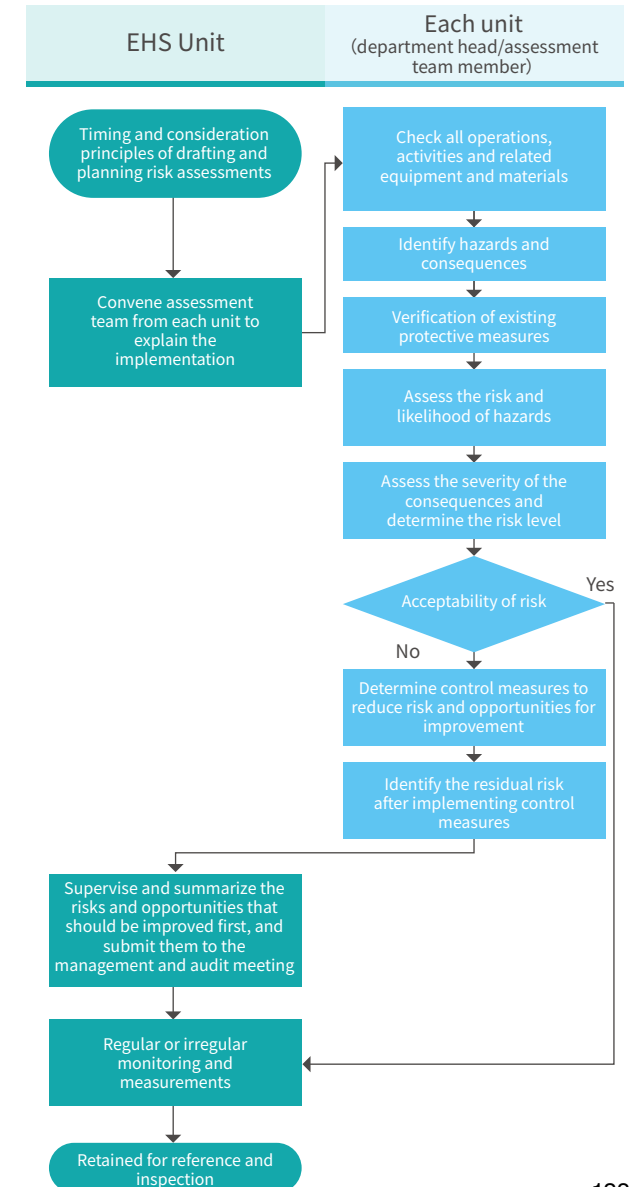 EHS Unit
Each unit
(department head/assessment
team member)
Timing and consideration
principles of drafting and
planning risk assessments
Check all operations,
activities and related
equipment and materials
Identify hazards and
consequences
Convene assessment
team from each unit to
explain the
implementation
Verification of existing
protective measures
Assess the risk and
likelihood of hazards
Assess the severity of the
consequences and
determine the risk level
Acceptability of risk
Yes
No
Determine control measures to
reduce risk and opportunities for
improvement
Identify the residual risk
after implementing control
measures
Supervise and summarize the
risks and opportunities that
should be improved first, and
submit them to the
management and audit meeting
Regular or irregular
monitoring and
measurements
Retained for reference and
inspection